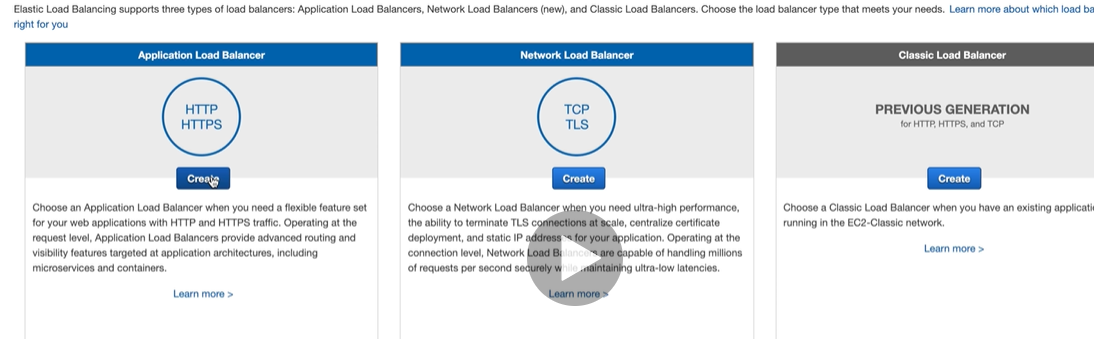 Elastic Load Balancing supports three types of load balancers: Application Load Balancers, Network Load Balancers (new), and Classic Load Balancers. Choose the load balancer type that meets your needs. Learn more about which load ba
right for you
Application Load Balancer
HTTP
HTTPS
Create
Choose an Application Load Balancer when you need a flexible feature set
for your web applications with HTTP and HTTPS traffic. Operating at the
request level, Application Load Balancers provide advanced routing and
visibility features targeted at application architectures, including
microservices and containers.
Learn more >
Network Load Balancer
TCP
TLS
Create
Choose a Network Load Balancer when you need ultra-high performance,
the ability to terminate TLS connections at scale, centralize certificate
deployment, and static IP addresses for your application. Operating at the
connection level, Network Load Balancers are capable of handling millions
of requests per second securely while maintaining ultra-low latencies.
Learn more >
Classic Load Balancer
PREVIOUS GENERATION
for HTTP, HTTPS, and TCP
Create
Choose a Classic Load Balancer when you have an existing applicati
running in the EC2-Classic network.
Learn more >